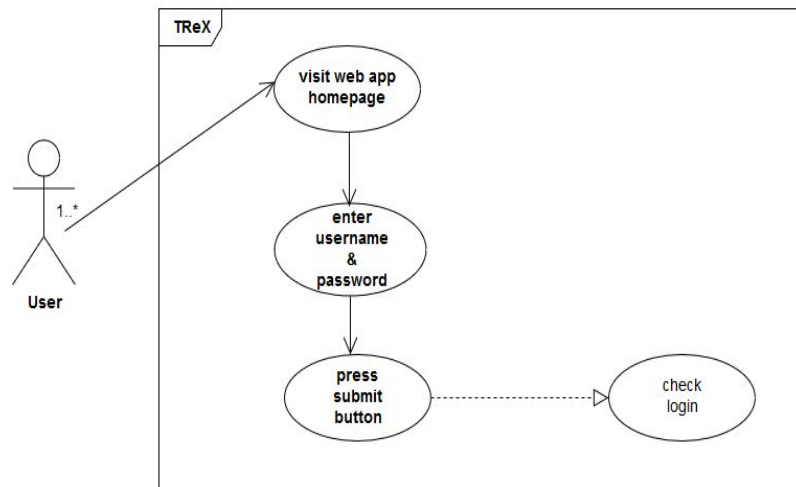 TReX
visit web app
homepage
1..*
User
enter
username
&
password
press
submit
button
check
login